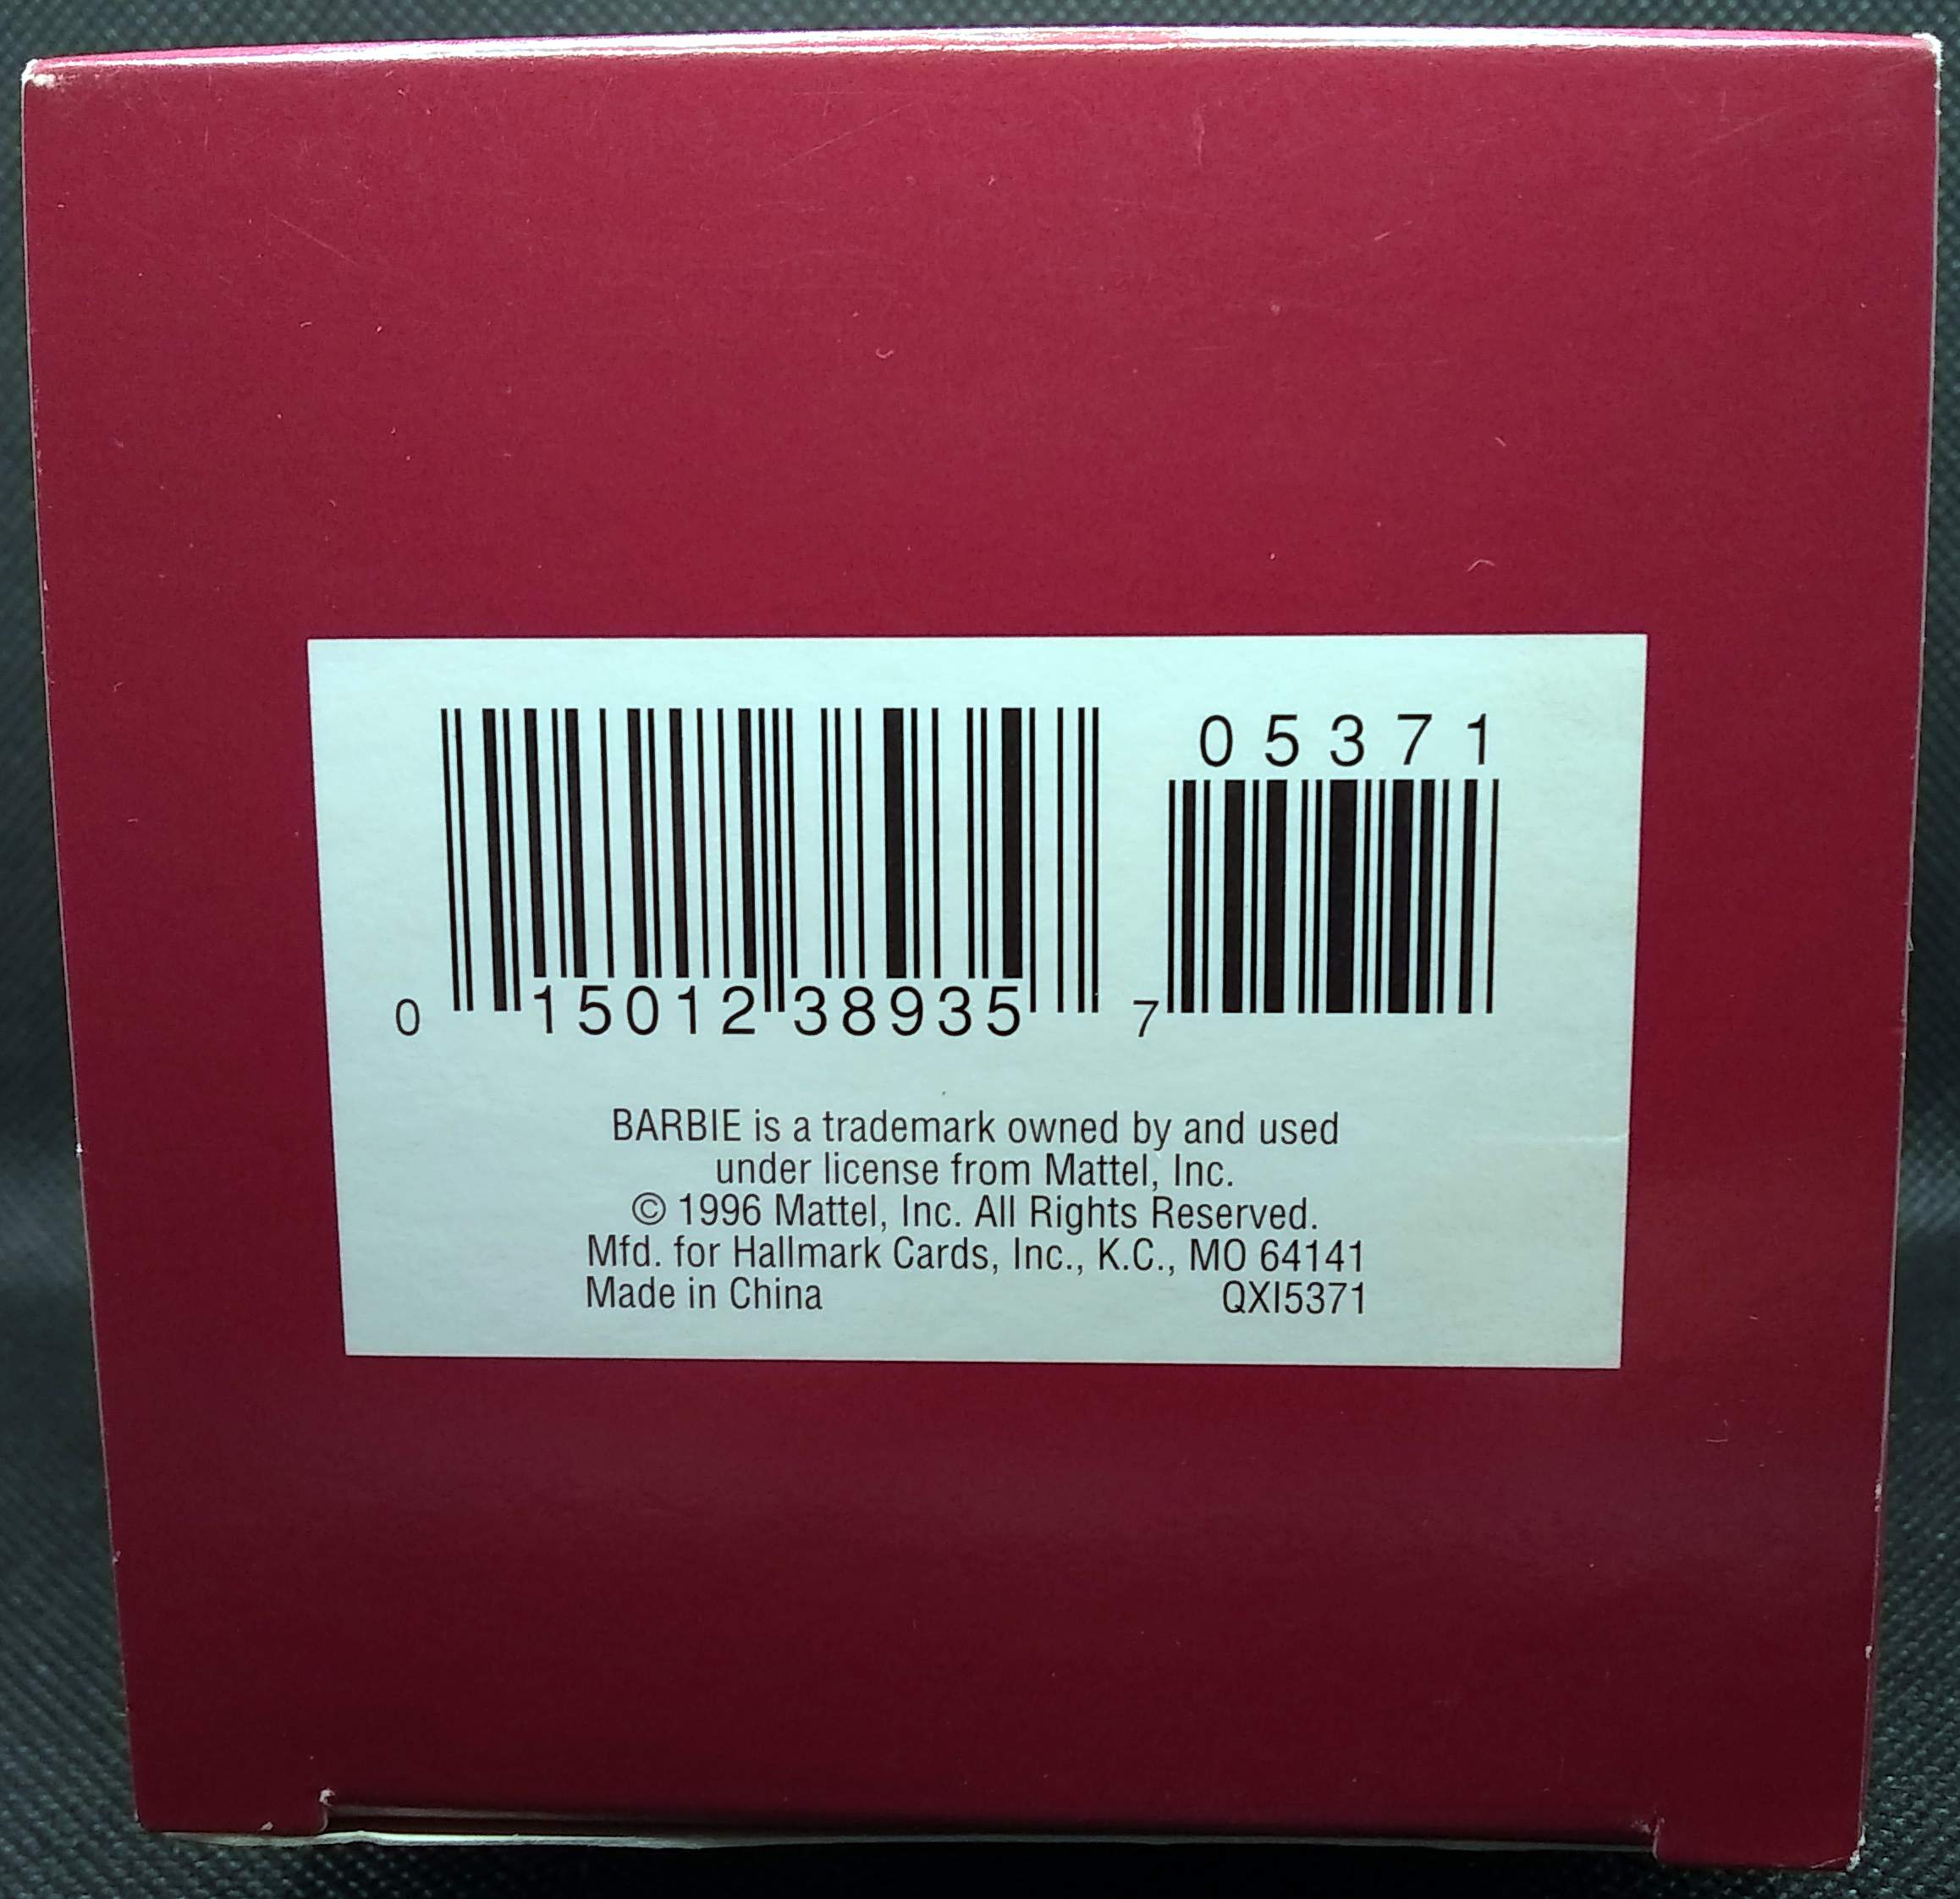 05371
0 15012 38935 7
BARBIE is a trademark owned by and used
under license from Mattel, Inc.
© 1996 Mattel, Inc. All Rights Reserved.
Mfd. for Hallmark Cards, Inc., K.C., MO 64141
Made in China QXI5371